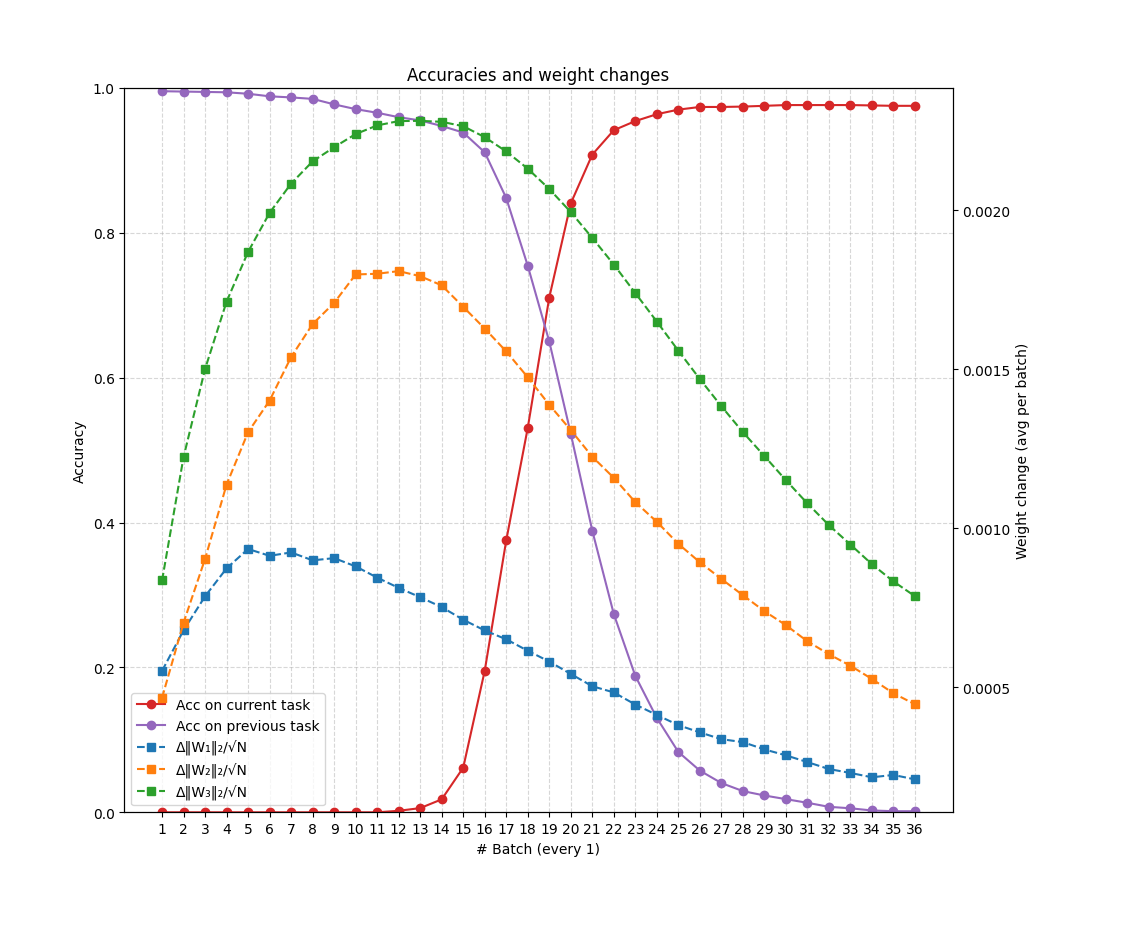 Accuracies and weight changes
1.0
0.8
0.6
0.4
0.2
0.0
Accuracy
0.0020
0.0015
0.0010
0.0005
Weight change (avg per batch)
Acc on current task
Acc on previous task
Δ‖W₁‖₂/√N
Δ‖W₂‖₂/√N
Δ‖W₃‖₂/√N
1 2 3 4 5 6 7 8 9 10 11 12 13 14 15 16 17 18 19 20 21 22 23 24 25 26 27 28 29 30 31 32 33 34 35 36
# Batch (every 1)